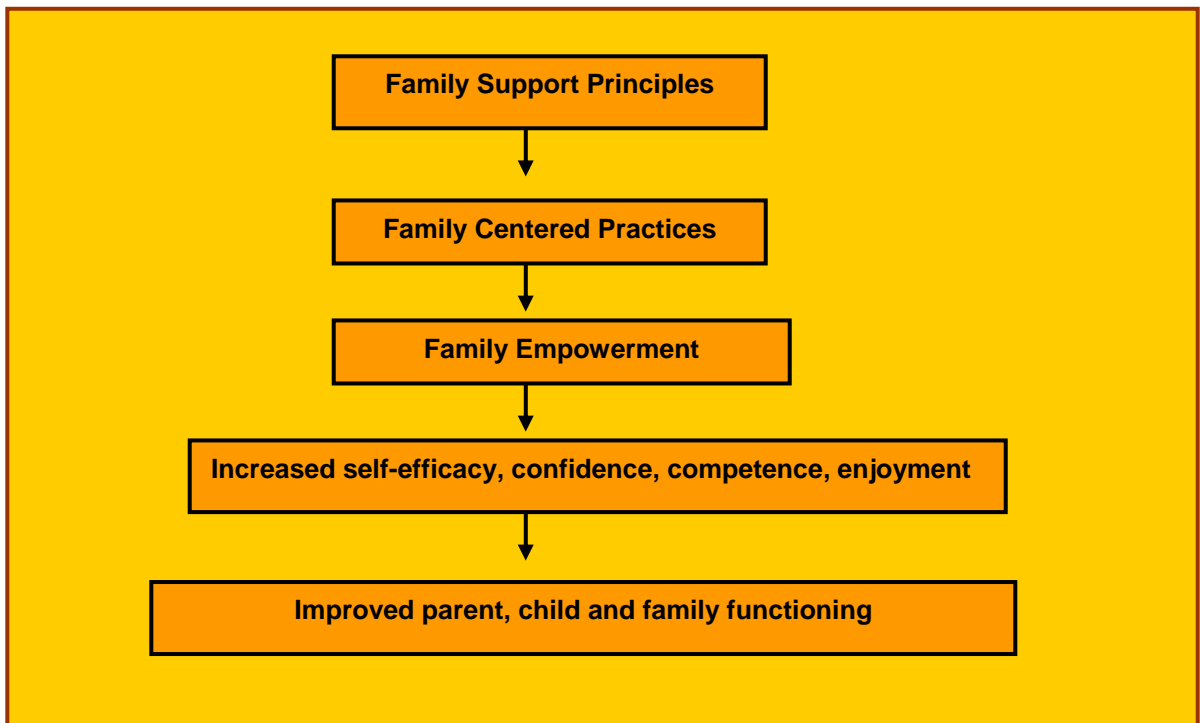 Family Support Principles
Family Centered Practices
Family Empowerment
Increased self-efficacy, confidence, competence, enjoyment
Improved parent, child and family functioning